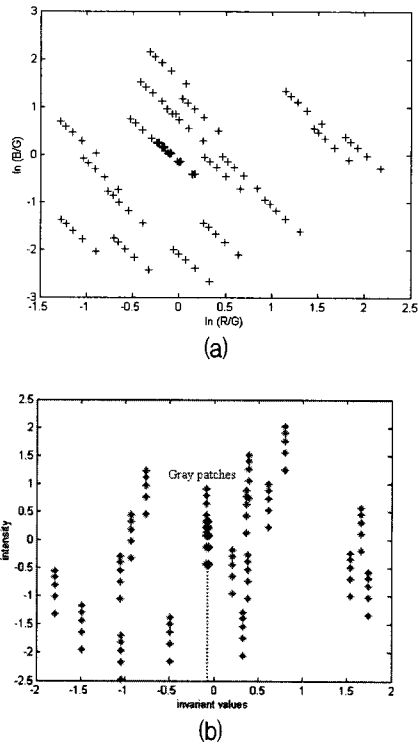 3
2
1
0
-1
-2
-3
ln (B/G)
-1.5 -1 -0.5 0 0.5 1 1.5 2 2.5
ln (R/G)
(a)
2.5
2
1.5
1
0.5
0
-0.5
-1
-1.5
-2
-2.5
intensity
Gray patches
-2 -1.5 -1 -0.5 0 0.5 1 1.5 2
invariant values
(b)